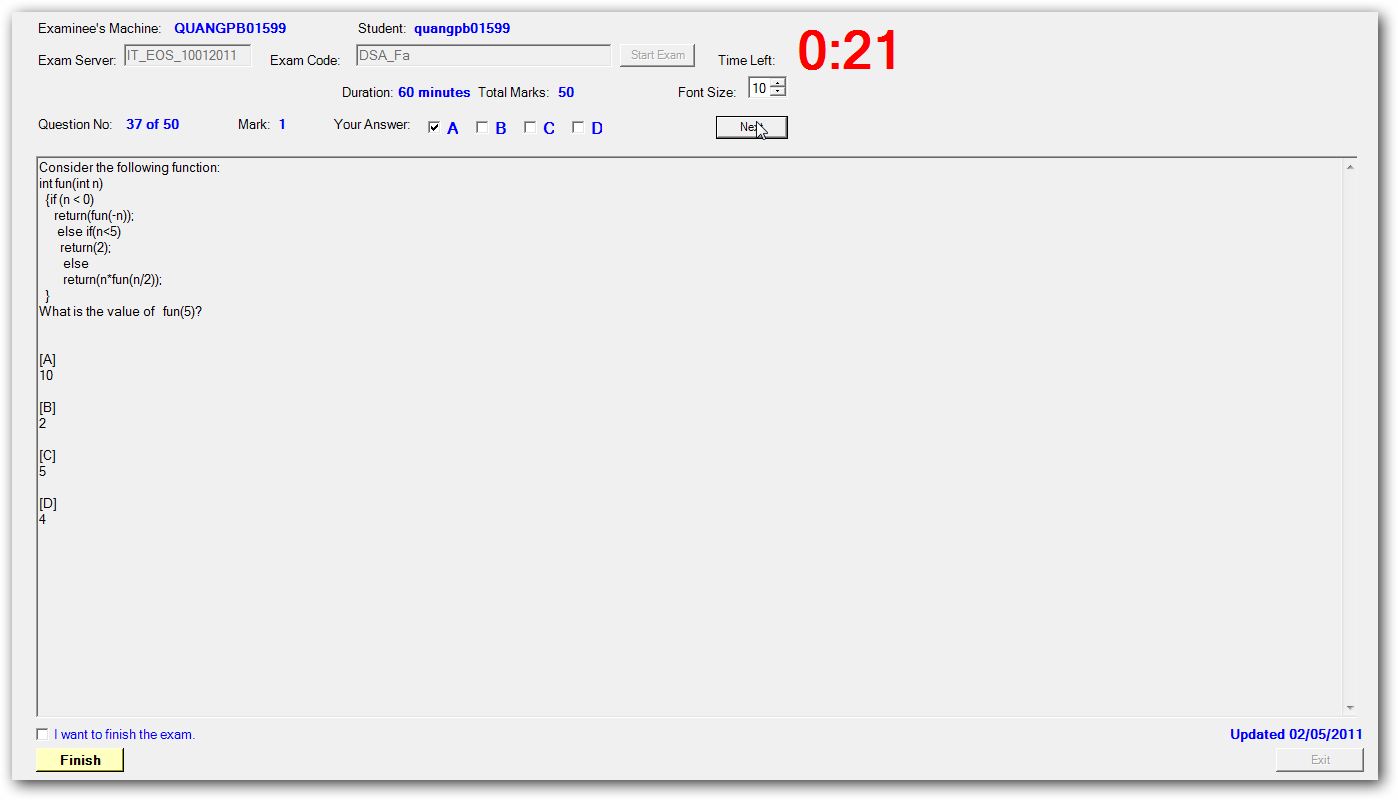 Examinee's Machine: QUANGPB01599 Student: quangpb01599
Exam Server: IT_EOS_10012011 Exam Code: DSA_Fa Start Exam Time Left: 0:21
Duration: 60 minutes Total Marks: 50 Font Size: 10
Question No: 37 of 50 Mark: 1 Your Answer: A B C D
Consider the following function:
int fun(int n)
{if (n < 0)
return(fun(-n));
else if(n<5)
return(2);
else
return(n*fun(n/2));
}
What is the value of fun(5)?
[A]
10
[B]
2
[C]
5
[D]
4
I want to finish the exam. Updated 02/05/2011
Finish Exit